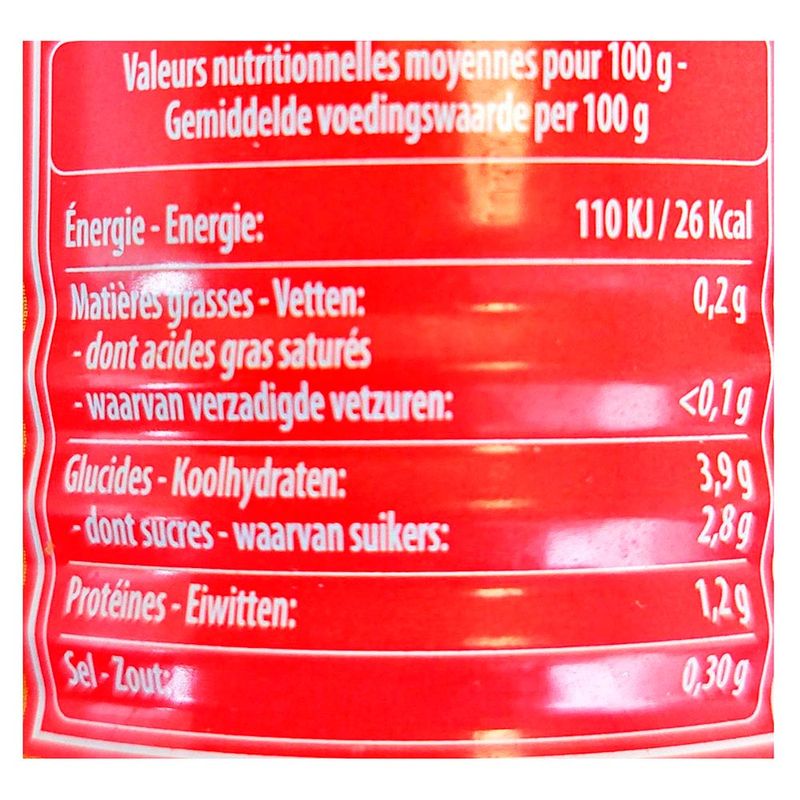 Valeurs nutritionnelles moyennes pour 100 g -
Gemiddelde voedingswaarde per 100 g
Énergie - Energie: 110 KJ / 26 Kcal
Matières grasses - Vetten: 0,2 g
- dont acides gras saturés
- waarvan verzadigde vetzuren: <0,1 g
Glucides - Koolhydraten: 3,9 g
- dont sucres - waarvan suikers: 2,8 g
Protéines - Eiwitten: 1,2 g
Sel - Zout: 0,30 g